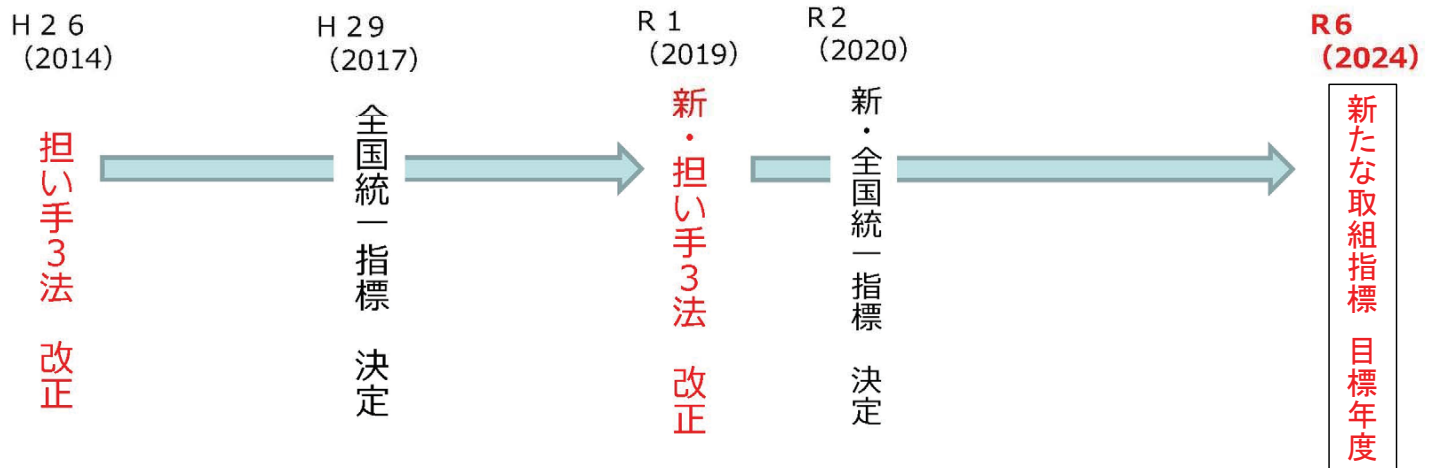 H26
(2014)
担い手3法 改正
H29
(2017)
全国統一指標 決定
R1
(2019)
新・担い手3法 改正
R2
(2020)
新・全国統一指標 決定
R6
(2024)
新たな取組指標 目標年度